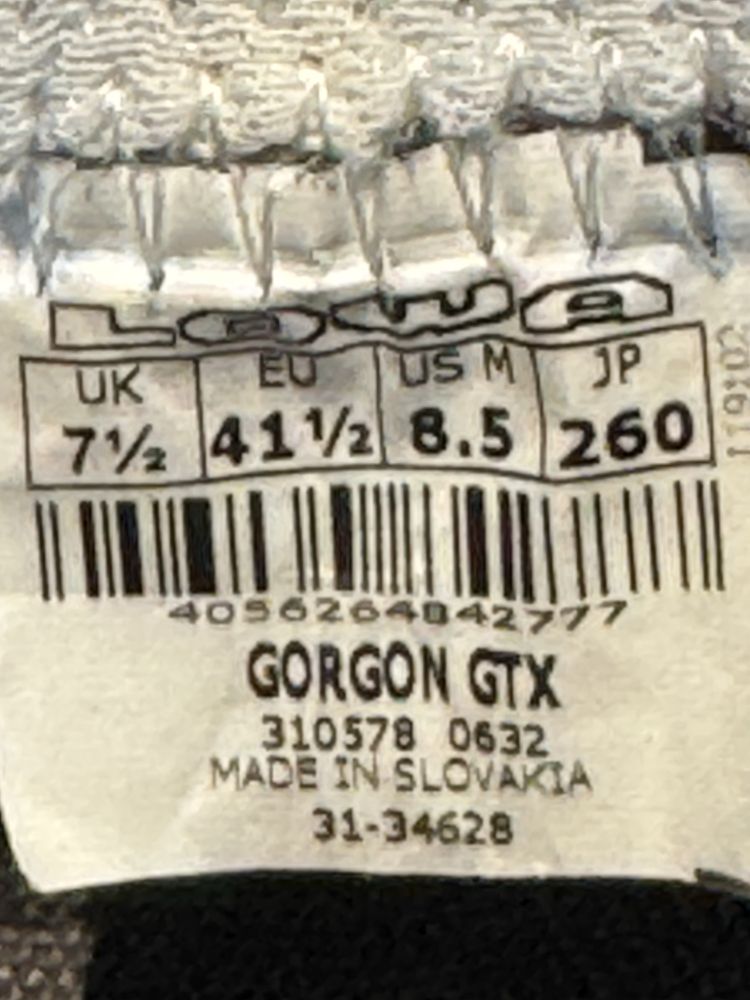 LOWA
UK EU US M JP
7½ 41½ 8.5 260
4056264842777
GORGON GTX
310578 0632
MADE IN SLOVAKIA
31-34628